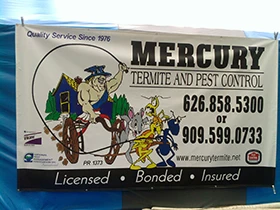 Quality Service Since 1976
MERCURY
TERMITE AND PEST CONTROL
626.858.5300
or
909.599.0733
www.mercurytermite.net
PR 1373
Licensed • Bonded • Insured